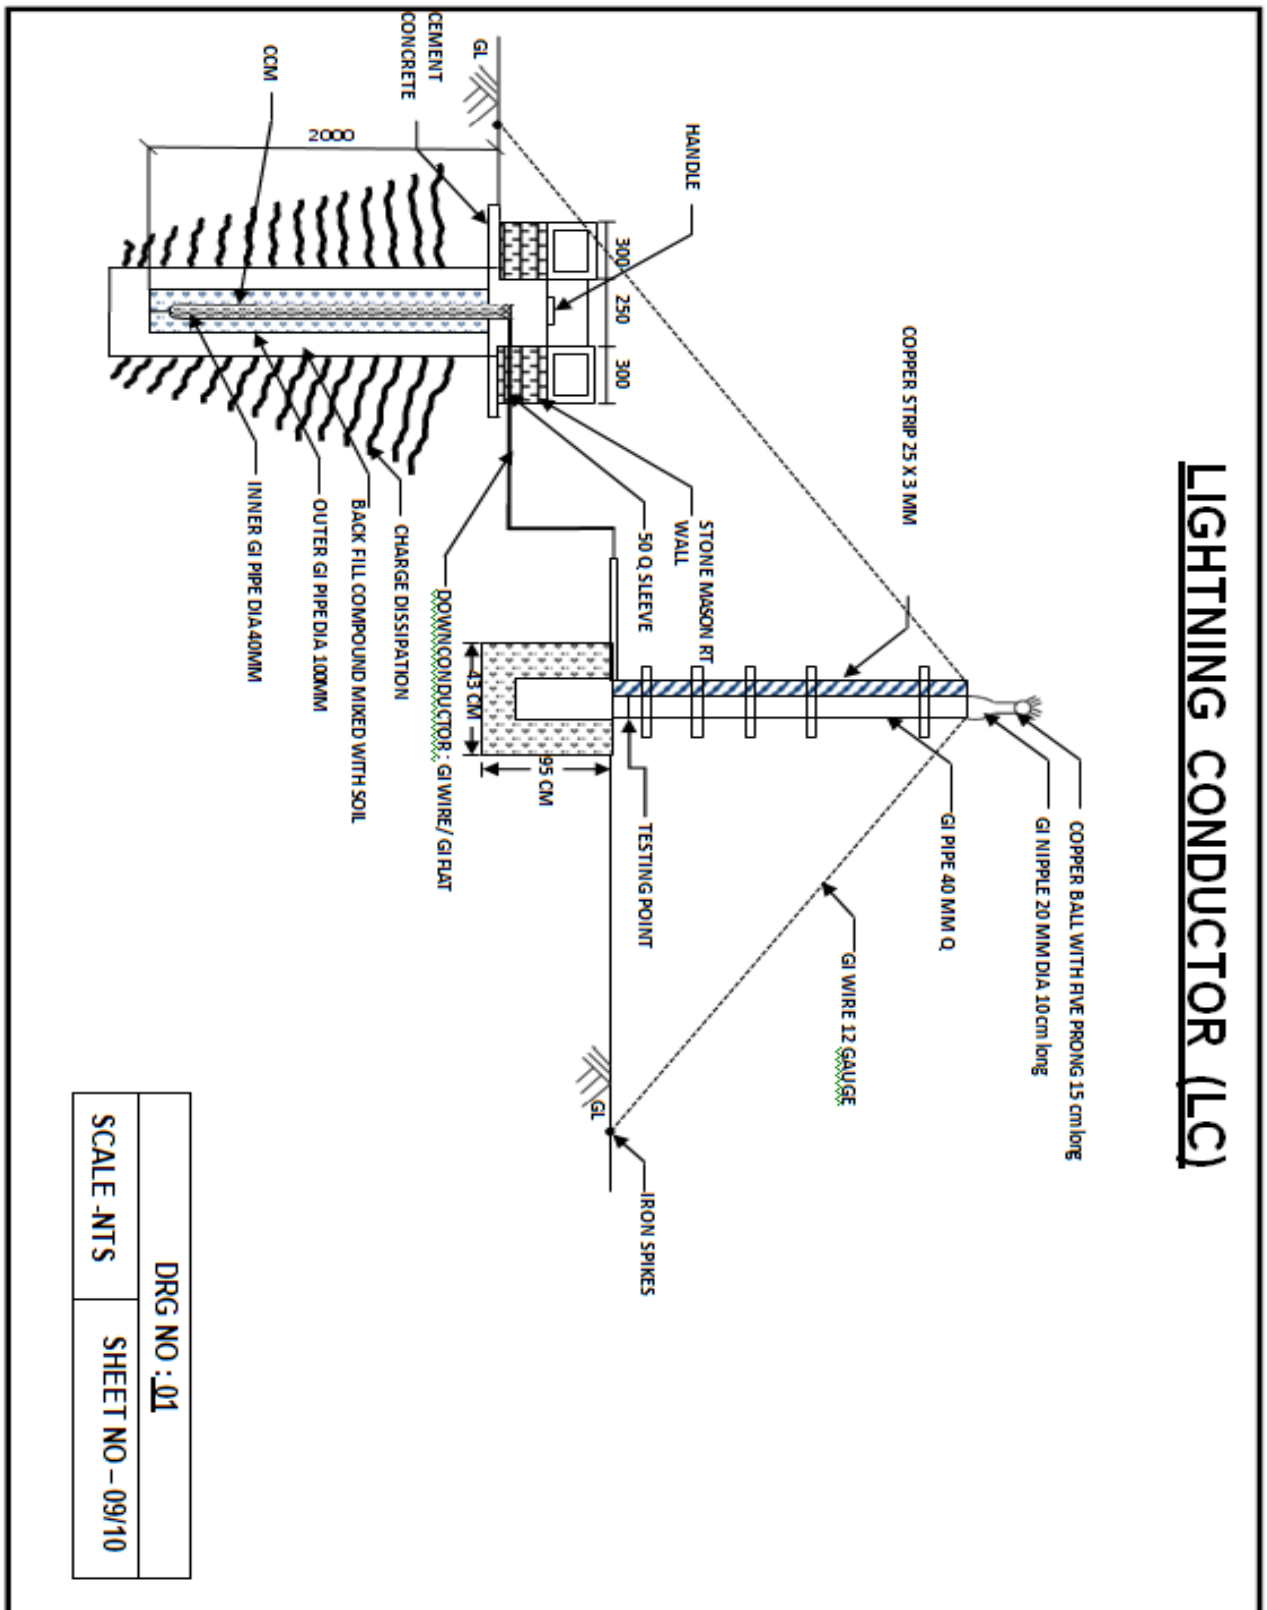 LIGHTNING CONDUCTOR (LC)
COPPER BALL WITH FIVE PRONG 15 cm long
GI NIPPLE 20 MM DIA 10cm long
COPPER STRIP 25 X 3 MM
GI PIPE 40 MM Q
GI WIRE 12 GAUGE
HANDLE
STONE MASON RT
WALL
50 Q SLEEVE
TESTING POINT
IRON SPIKES
300
250
300
GL
GL
95 CM
43 CM
CEMENT
CONCRETE
2000
CCM
DOWNCONDUCTOR : GI WIRE/ GI FLAT
CHARGE DISSIPATION
BACK FILL COMPOUND MIXED WITH SOIL
OUTER GI PIPE DIA 100MM
INNER GI PIPE DIA 40MM
DRG NO : 01
SCALE -NTS
SHEET NO – 09/10